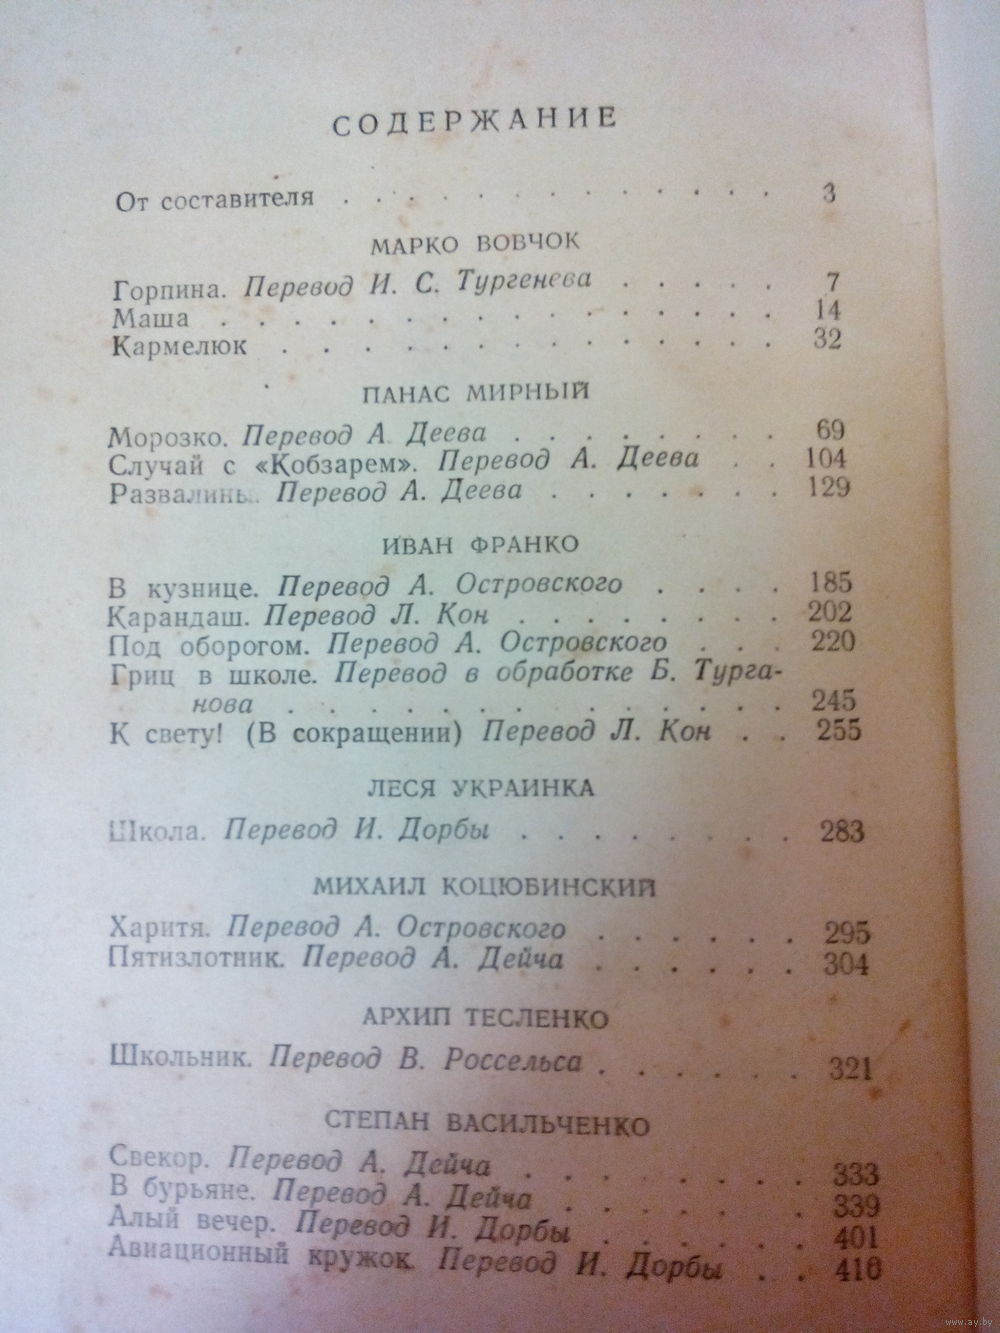 СОДЕРЖАНИЕ
От составителя . . . . . . . . . . . . . 3
МАРКО ВОВЧОК
Горпина. Перевод И. С. Тургенева . . . . . 7
Маша . . . . . . . . . . . . . . . . 14
Кармелюк . . . . . . . . . . . . . . 32
ПАНАС МИРНЫЙ
Морозко. Перевод А. Деева . . . . . . . . 69
Случай с «Кобзарем». Перевод А. Деева . . 104
Развалины. Перевод А. Деева . . . . . . . 129
ИВАН ФРАНКО
В кузнице. Перевод А. Островского . . . . 185
Карандаш. Перевод Л. Кон . . . . . . . . 202
Под оборогом. Перевод А. Островского . . . 220
Гриц в школе. Перевод в обработке Б. Турга-
нова . . . . . . . . . . . . . 245
К свету! (В сокращении) Перевод Л. Кон . . 255
ЛЕСЯ УКРАИНКА
Школа. Перевод И. Дорбы . . . . . . . . 283
МИХАИЛ КОЦЮБИНСКИЙ
Харитя. Перевод А. Островского . . . . . . 295
Пятизлотник. Перевод А. Дейча . . . . . . 304
АРХИП ТЕСЛЕНКО
Школьник. Перевод В. Россельса . . . . . . 321
СТЕПАН ВАСИЛЬЧЕНКО
Свекор. Перевод А. Дейча . . . . . . . . 333
В бурьяне. Перевод А. Дейча . . . . . . . 339
Алый вечер. Перевод И. Дорбы . . . . . . 401
Авиационный кружок. Перевод И. Дорбы . .
www.ay.by